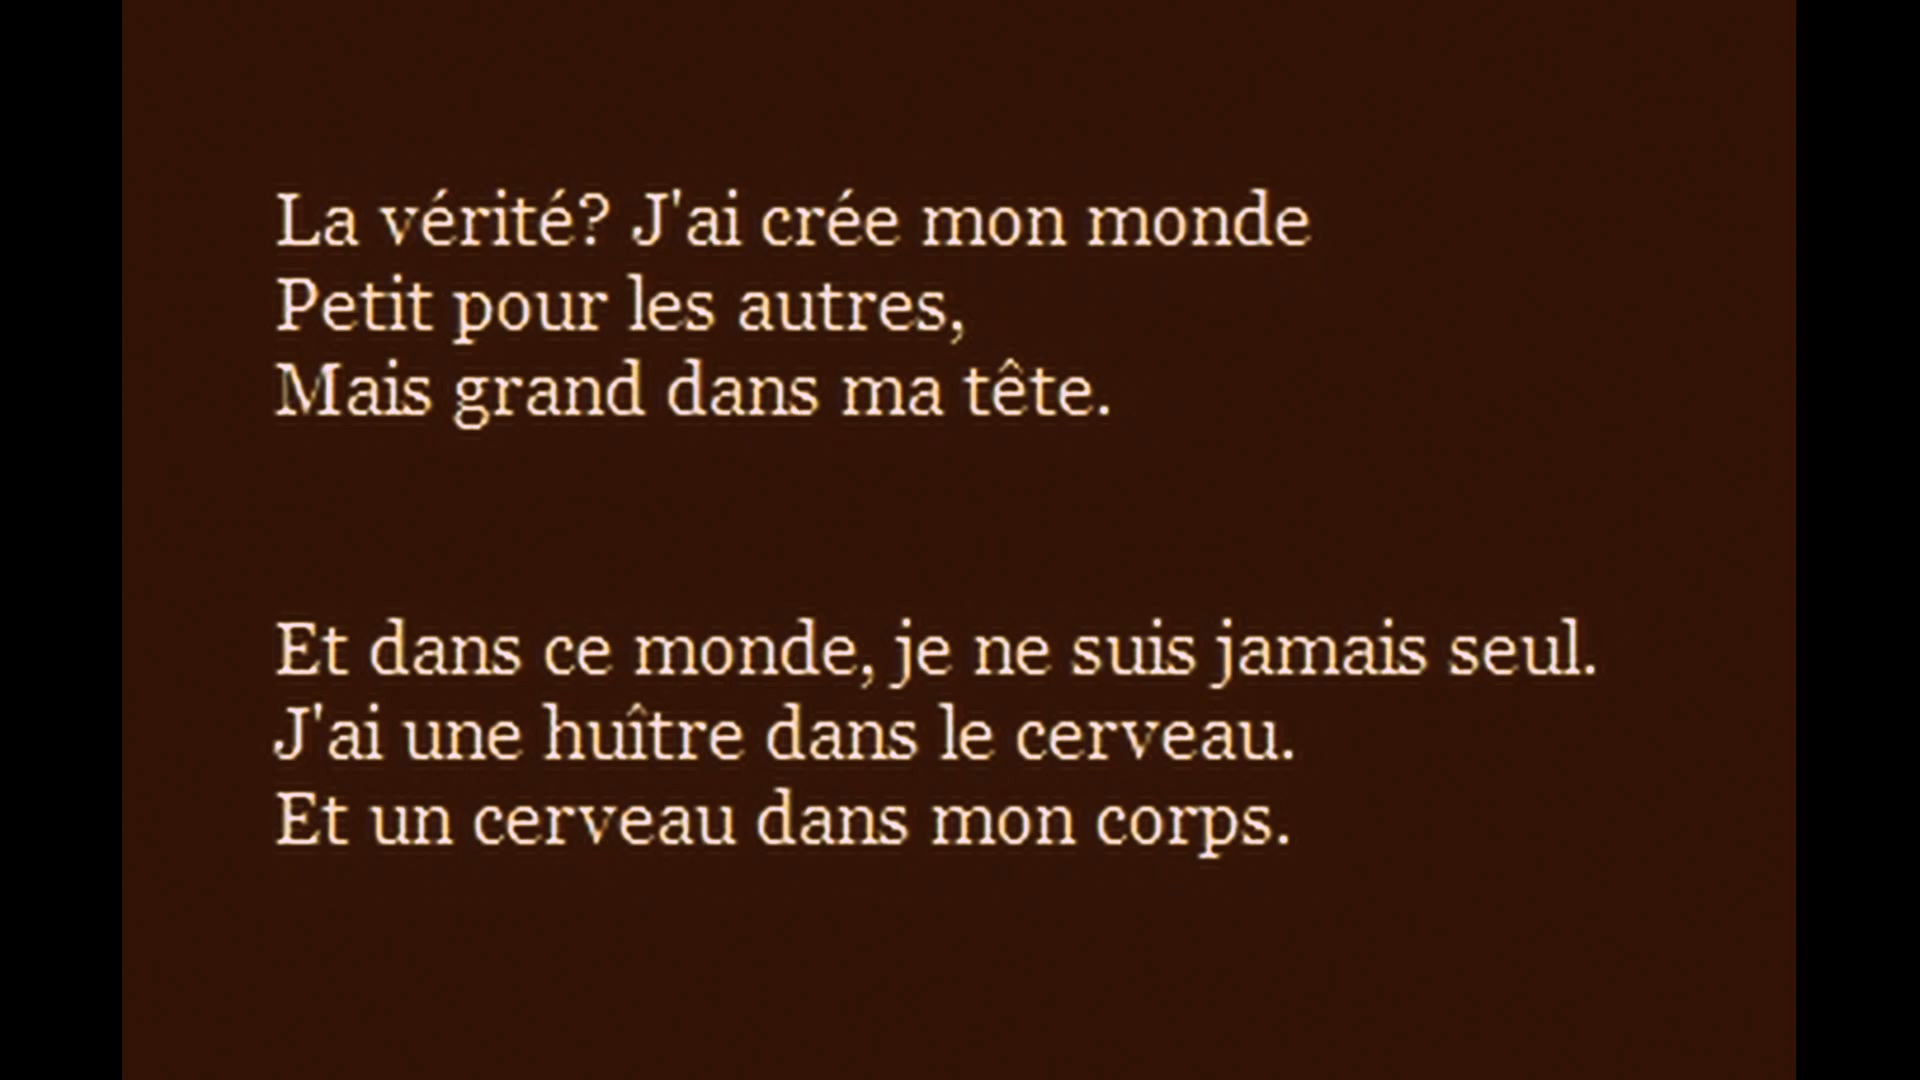 La vérité? J'ai crée mon monde
Petit pour les autres,
Mais grand dans ma tête.
Et dans ce monde, je ne suis jamais seul.
J'ai une huître dans le cerveau.
Et un cerveau dans mon corps.